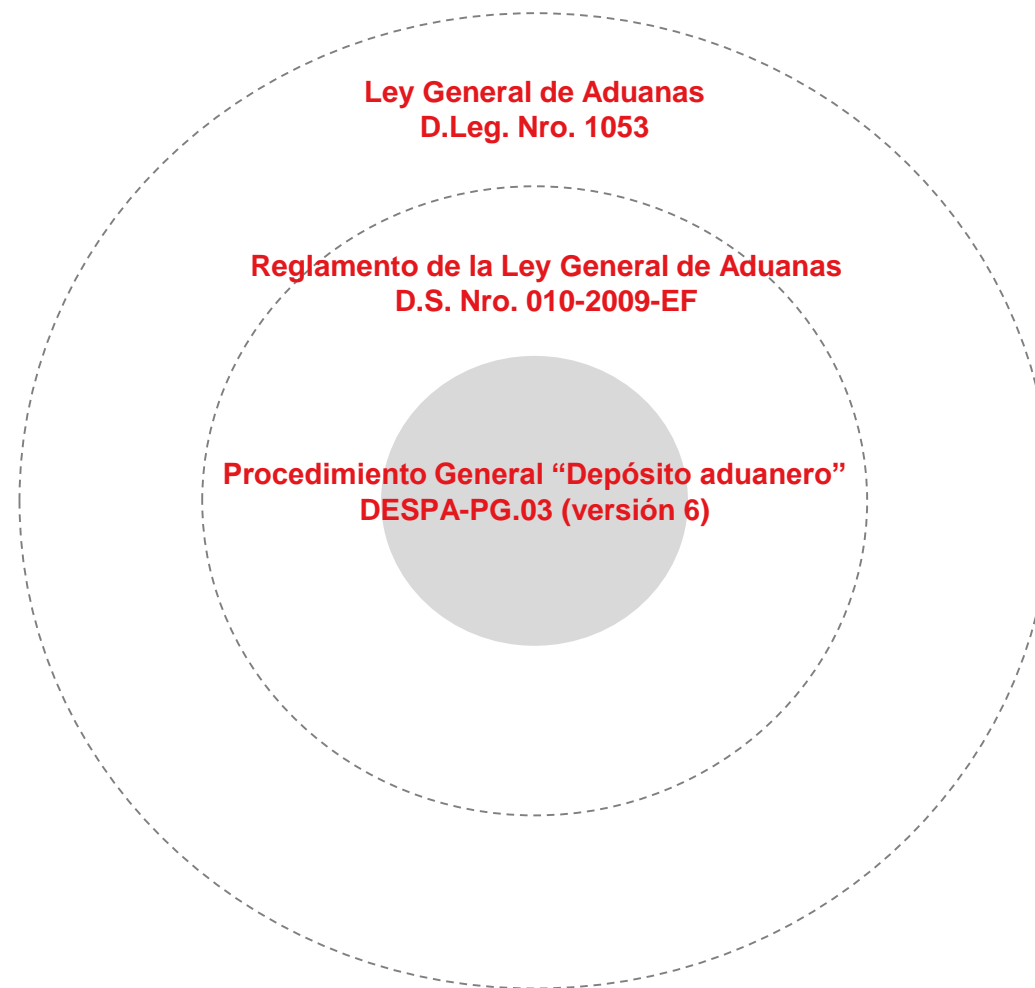 Ley General de Aduanas
D.Leg. Nro. 1053
Reglamento de la Ley General de Aduanas
D.S. Nro. 010-2009-EF
Procedimiento General “Depósito aduanero”
DESPA-PG.03 (versión 6)